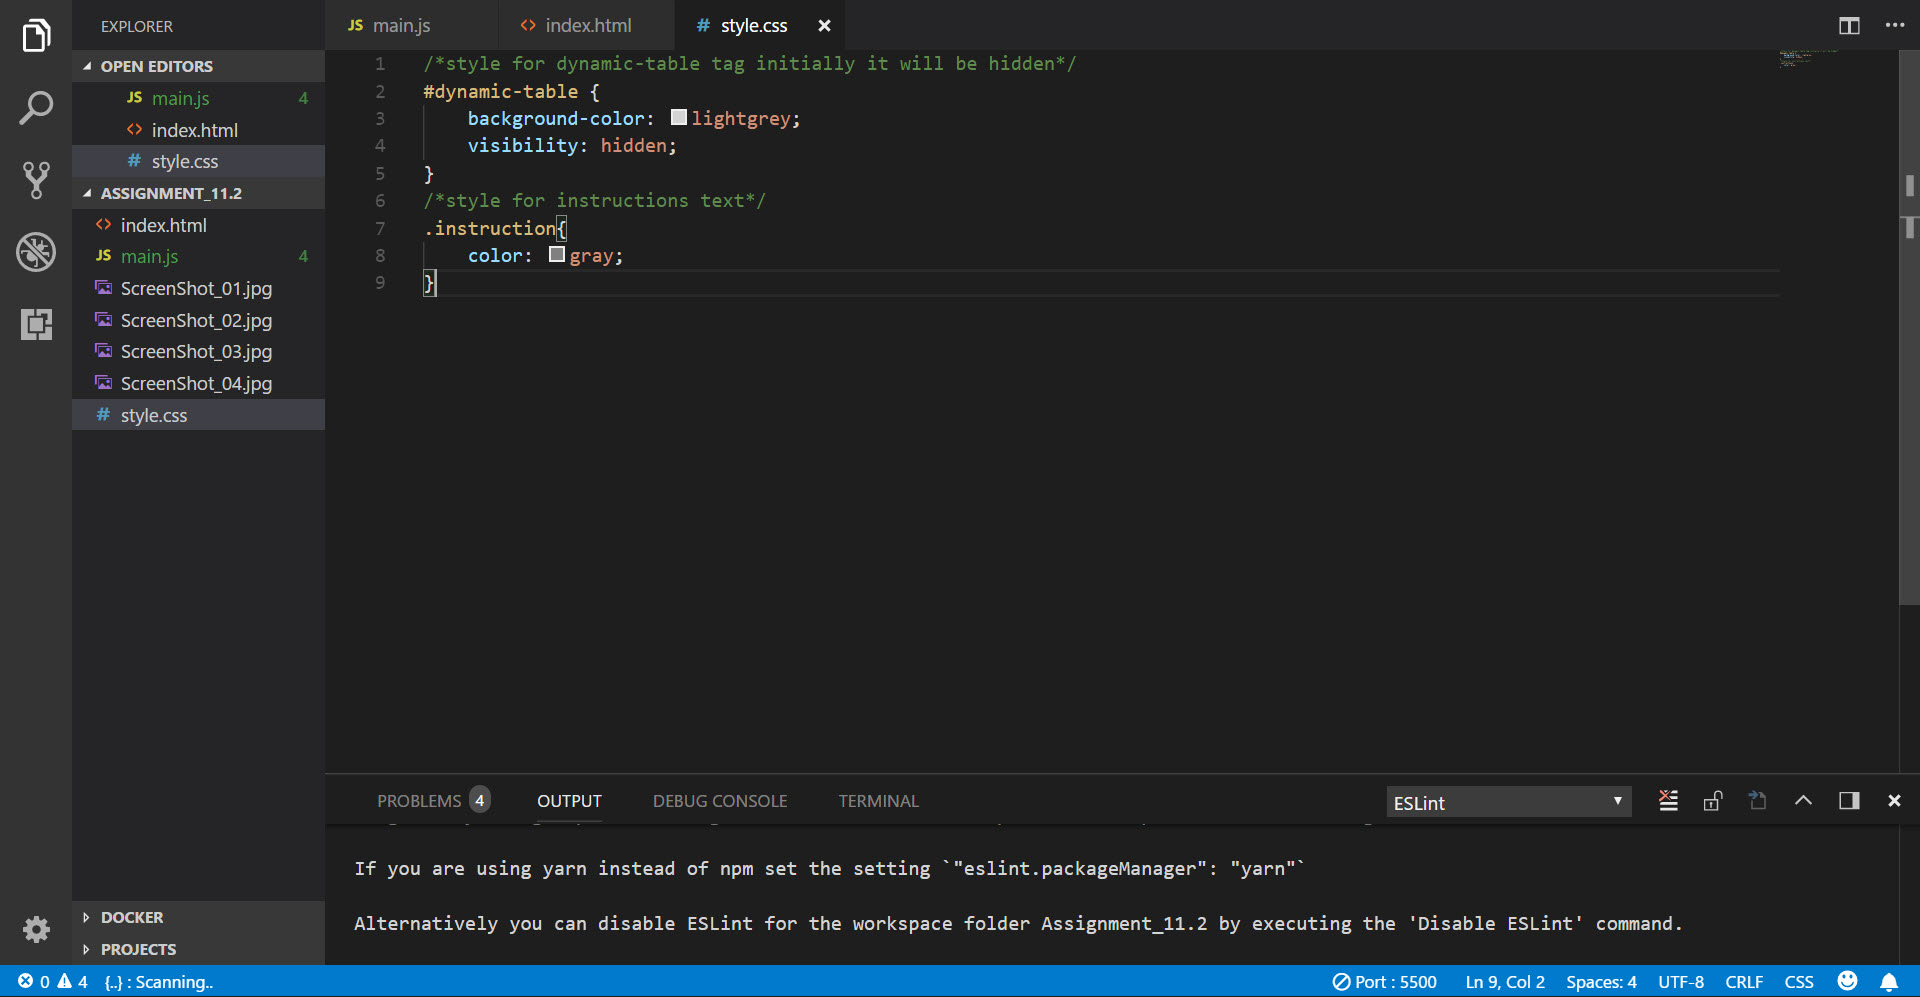 EXPLORER
OPEN EDITORS
JS main.js 4
<> index.html
# style.css
ASSIGNMENT_11.2
<> index.html
JS main.js 4
ScreenShot_01.jpg
ScreenShot_02.jpg
ScreenShot_03.jpg
ScreenShot_04.jpg
# style.css
DOCKER
PROJECTS
JS main.js <> index.html # style.css
1 /*style for dynamic-table tag initially it will be hidden*/
2 #dynamic-table {
3 background-color: lightgrey;
4 visibility: hidden;
5 }
6 /*style for instructions text*/
7 .instruction{
8 color: gray;
9 }
PROBLEMS 4 OUTPUT DEBUG CONSOLE TERMINAL ESLint
If you are using yarn instead of npm set the setting `"eslint.packageManager": "yarn"`
Alternatively you can disable ESLint for the workspace folder Assignment_11.2 by executing the 'Disable ESLint' command.
0 4 {..} : Scanning.. Port : 5500 Ln 9, Col 2 Spaces: 4 UTF-8 CRLF CSS